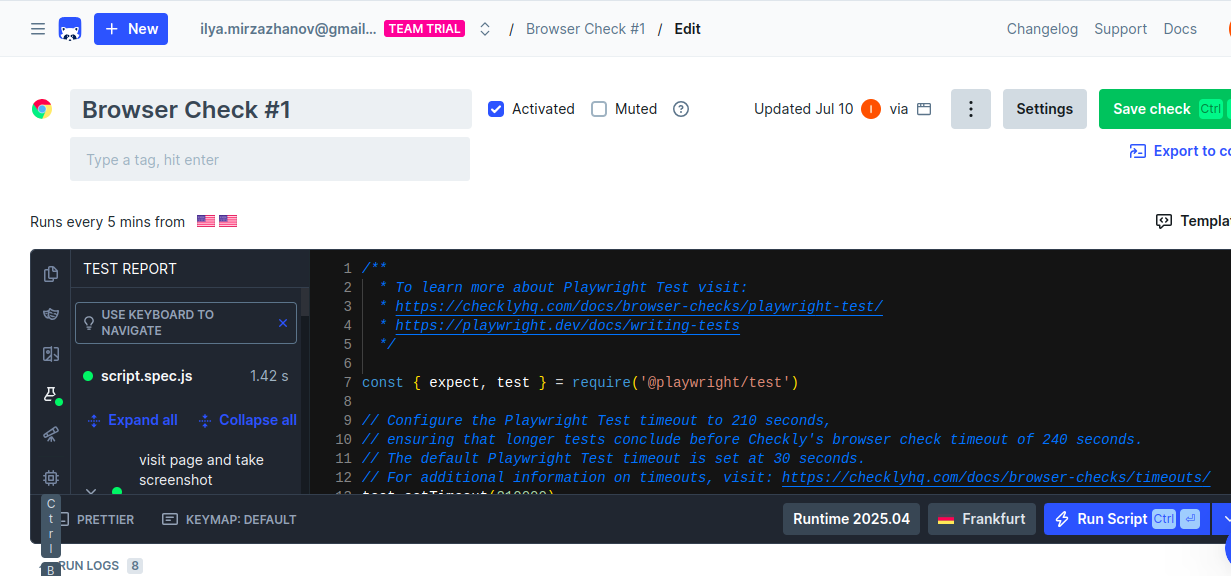 New
ilya.mirzazhanov@gmail... TEAM TRIAL / Browser Check #1 / Edit
Changelog Support Docs
Browser Check #1
Activated Muted ?
Updated Jul 10 I via
Settings
Save check Ctrl
Type a tag, hit enter
Export to co
Runs every 5 mins from
Templa
TEST REPORT
USE KEYBOARD TO
NAVIGATE
script.spec.js 1.42 s
Expand all Collapse all
visit page and take
screenshot
1 /**
2 * To learn more about Playwright Test visit:
3 * https://checklyhq.com/docs/browser-checks/playwright-test/
4 * https://playwright.dev/docs/writing-tests
5 */
6
7 const { expect, test } = require('@playwright/test')
8
9 // Configure the Playwright Test timeout to 210 seconds,
10 // ensuring that longer tests conclude before Checkly's browser check timeout of 240 seconds.
11 // The default Playwright Test timeout is set at 30 seconds.
12 // For additional information on timeouts, visit: https://checklyhq.com/docs/browser-checks/timeouts/
13 test.setTimeout(210000)
Ctrl
B
PRETTIER KEYMAP: DEFAULT
Runtime 2025.04 Frankfurt Run Script Ctrl ⏎
RUN LOGS 8